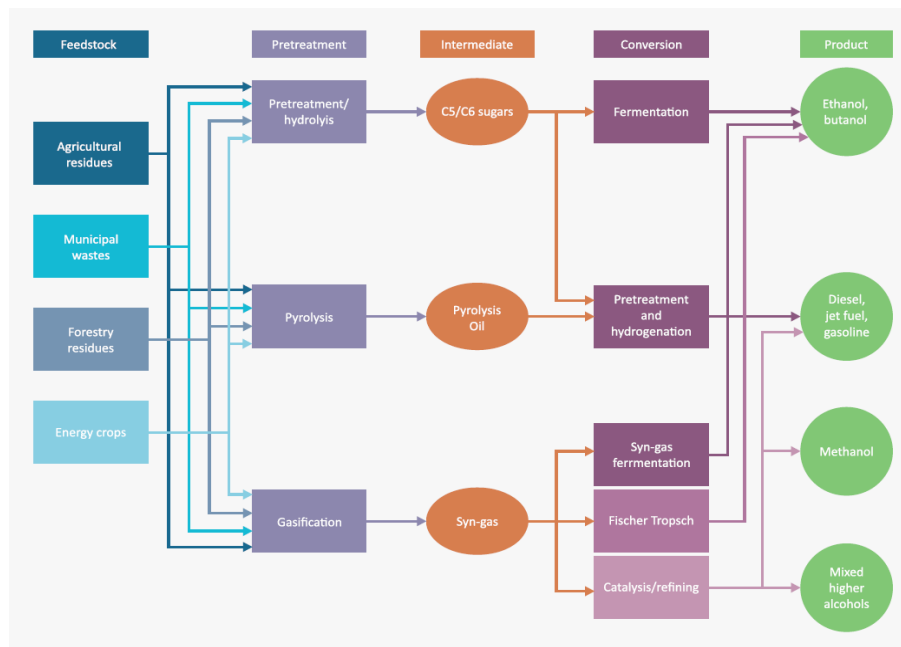 Feedstock
Pretreatment
Intermediate
Conversion
Product
Agricultural
residues
Municipal
wastes
Forestry
residues
Energy crops
Pretreatment/
hydrolyis
Pyrolysis
Gasification
C5/C6 sugars
Pyrolysis
Oil
Syn-gas
Fermentation
Pretreatment
and
hydrogenation
Syn-gas
ferrmentation
Fischer Tropsch
Catalysis/refining
Ethanol,
butanol
Diesel,
jet fuel,
gasoline
Methanol
Mixed
higher
alcohols